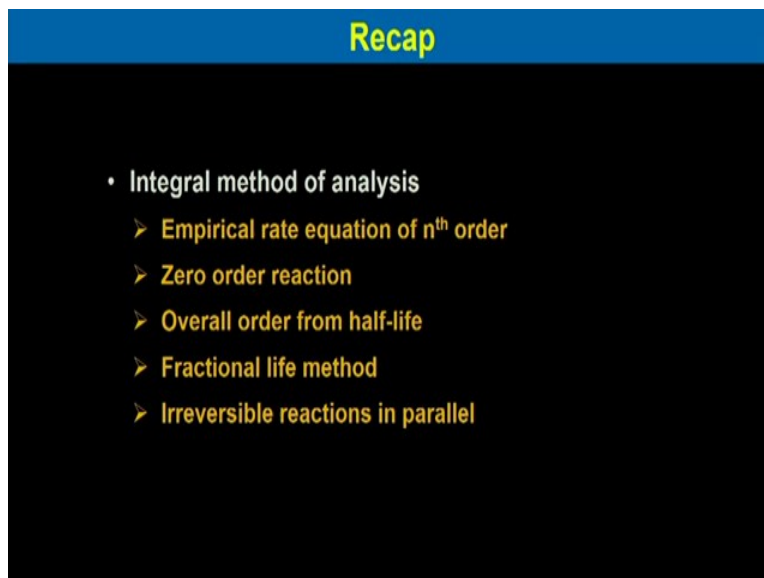 Recap
• Integral method of analysis
➢ Empirical rate equation of nth order
➢ Zero order reaction
➢ Overall order from half-life
➢ Fractional life method
➢ Irreversible reactions in parallel